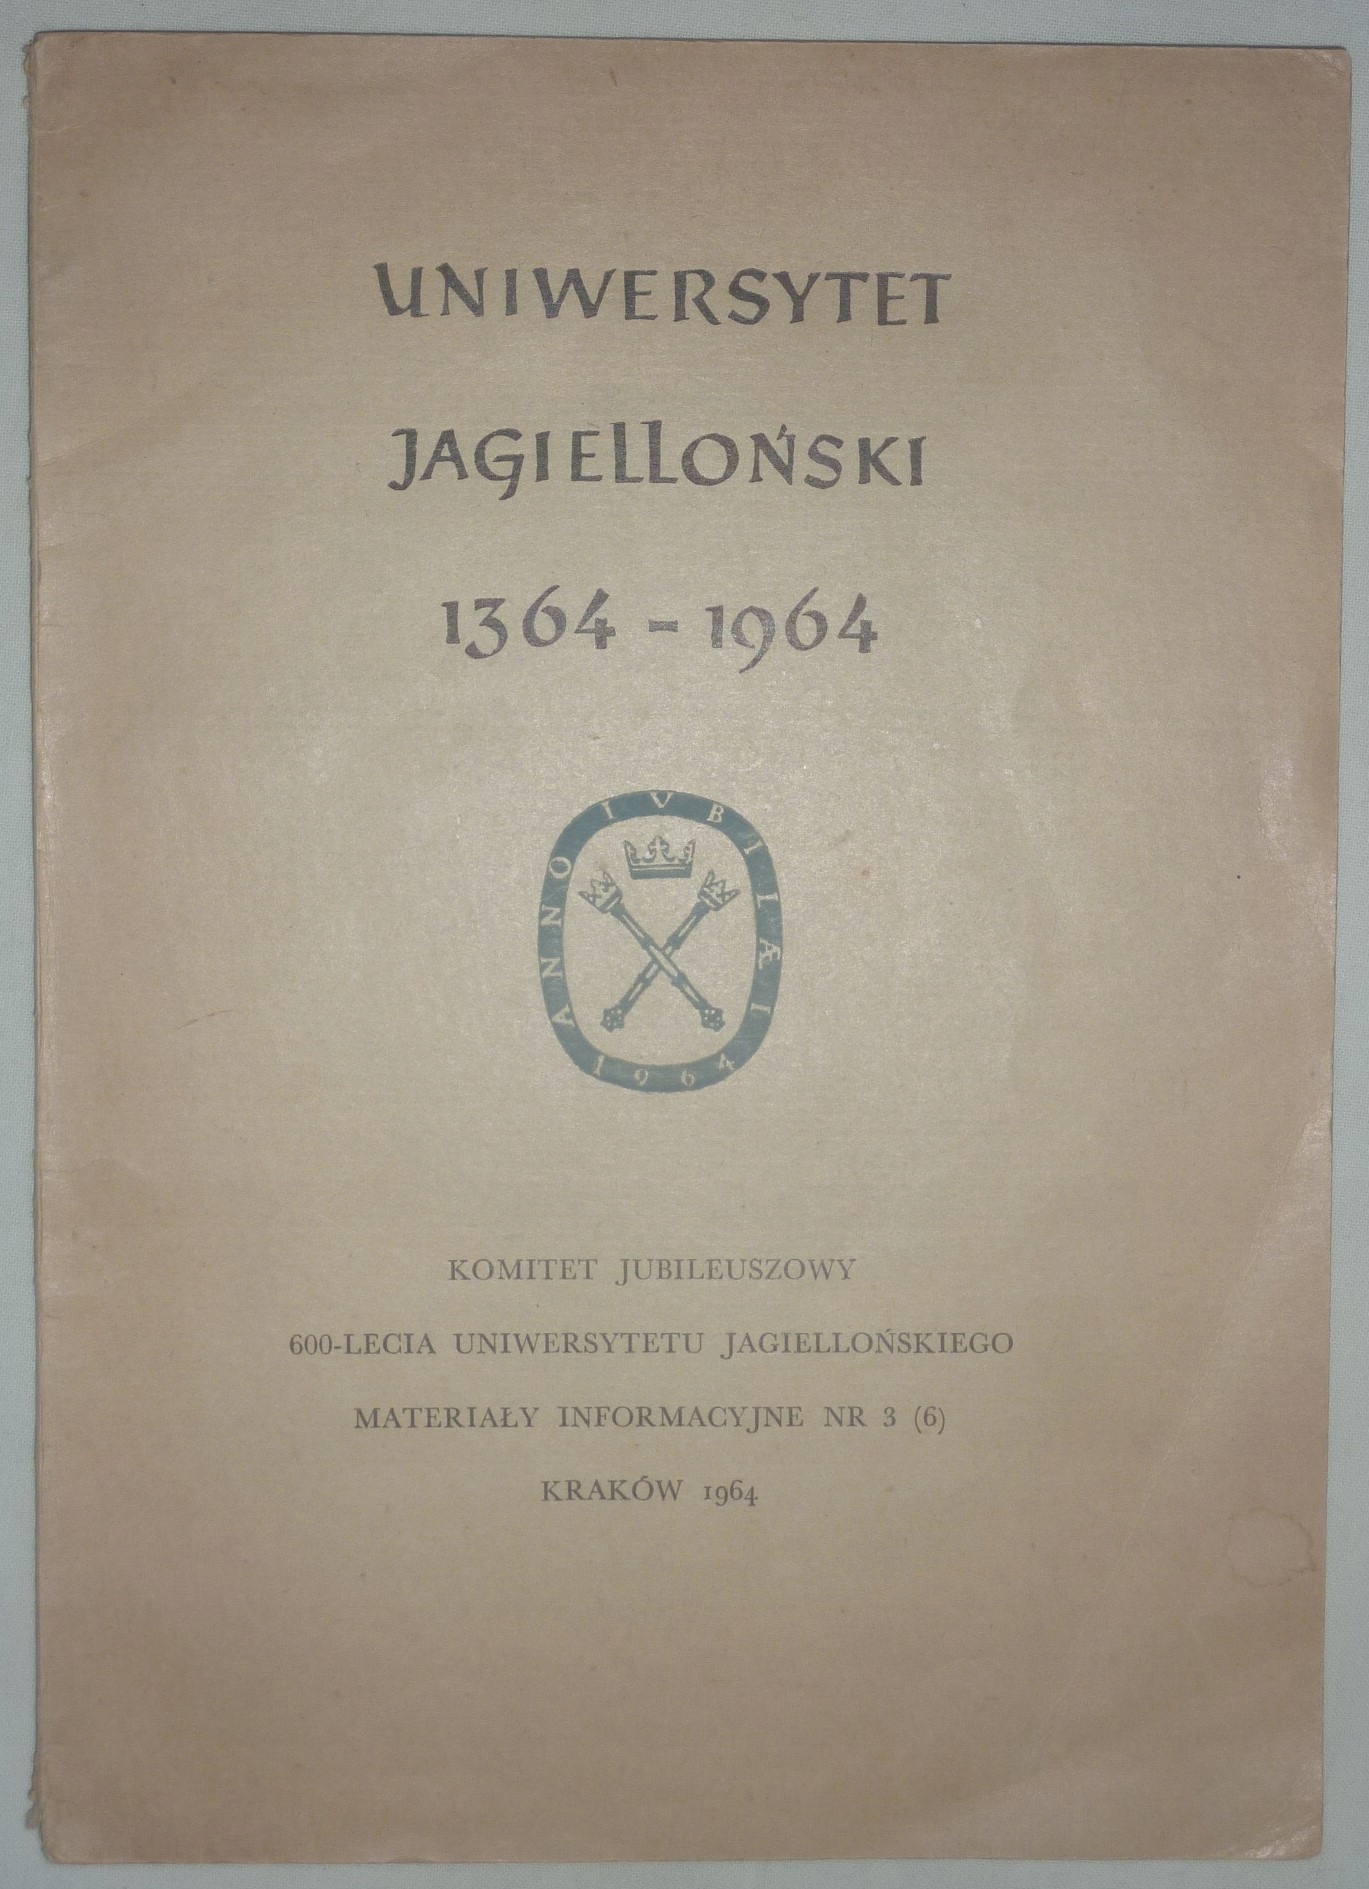 UNIWERSYTET
JAGIELLOŃSKI
1364 - 1964
ANNO IVBIIÆI
1964
KOMITET JUBILEUSZOWY
600-LECIA UNIWERSYTETU JAGIELLOŃSKIEGO
MATERIAŁY INFORMACYJNE NR 3 (6)
KRAKÓW 1964